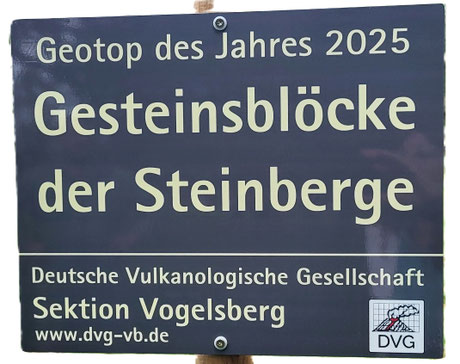 Geotop des Jahres 2025
Gesteinsblöcke
der Steinberge
Deutsche Vulkanologische Gesellschaft
Sektion Vogelsberg
www.dvg-vb.de
DVG